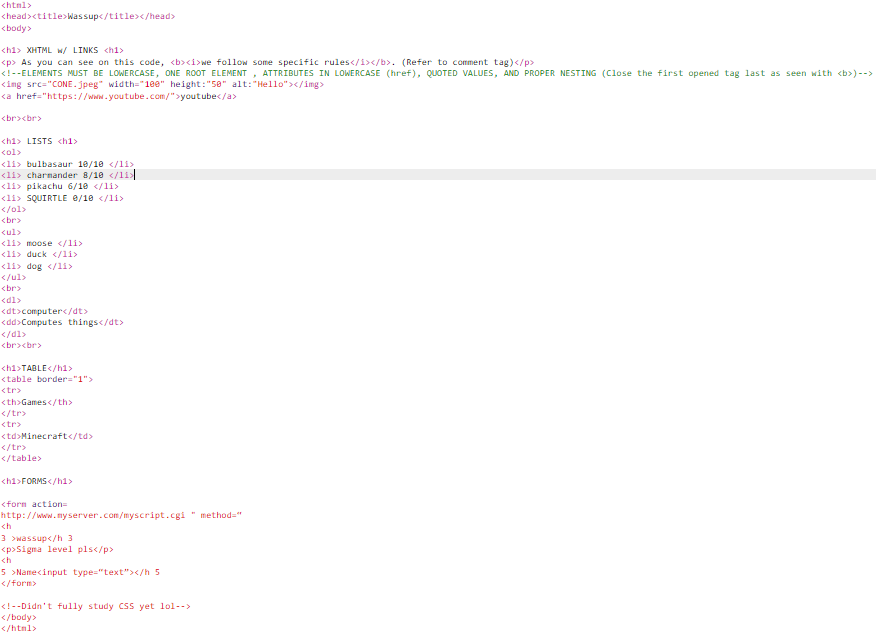 <html>
<head><title>Wassup</title></head>
<body>
<h1> XHTML w/ LINKS <h1>
<p> As you can see on this code, <b><i>we follow some specific rules</i></b>. (Refer to comment tag)</p>
<!--ELEMENTS MUST BE LOWERCASE, ONE ROOT ELEMENT , ATTRIBUTES IN LOWERCASE (href), QUOTED VALUES, AND PROPER NESTING (Close the first opened tag last as seen with <b>)-->
<img src="CONE.jpeg" width="100" height:"50" alt:"Hello"></img>
<a href="https://www.youtube.com/">youtube</a>
<br><br>
<h1> LISTS <h1>
<ol>
<li> bulbasaur 10/10 </li>
<li> charmander 8/10 </li>
<li> pikachu 6/10 </li>
<li> SQUIRTLE 0/10 </li>
</ol>
<br>
<ul>
<li> moose </li>
<li> duck </li>
<li> dog </li>
</ul>
<br>
<dl>
<dt>computer</dt>
<dd>Computes things</dt>
</dl>
<br><br>
<h1>TABLE</h1>
<table border="1">
<tr>
<th>Games</th>
</tr>
<tr>
<td>Minecraft</td>
</tr>
</table>
<h1>FORMS</h1>
<form action=
http://www.myserver.com/myscript.cgi " method="
<h
3 >wassup</h 3
<p>Sigma level pls</p>
<h
5 >Name<input type=“text”></h 5
</form>
<!--Didn't fully study CSS yet lol-->
</body>
</html>